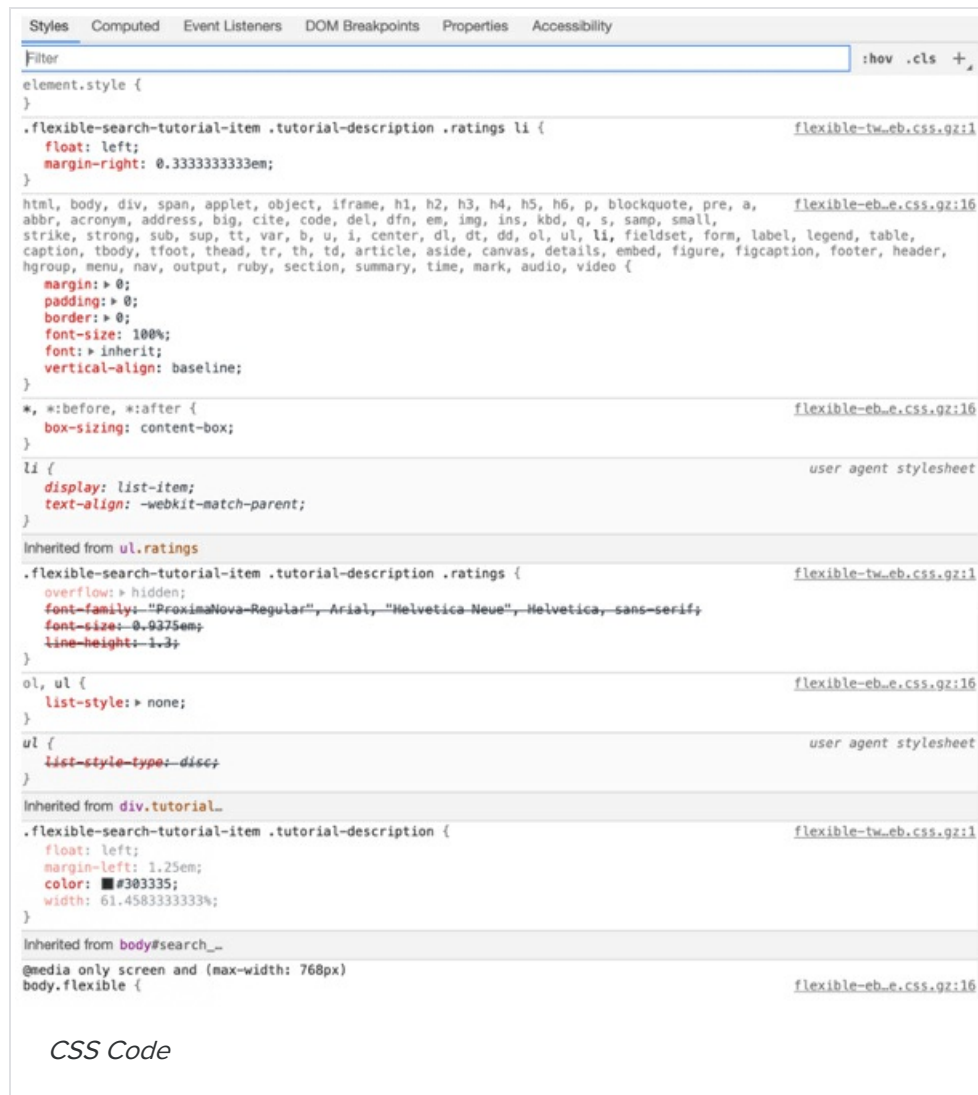 Styles Computed Event Listeners DOM Breakpoints Properties Accessibility
Filter :hov .cls +
element.style {
}
.flexible-search-tutorial-item .tutorial-description .ratings li { flexible-tw…eb.css.gz:1
float: left;
margin-right: 0.3333333333em;
}
html, body, div, span, applet, object, iframe, h1, h2, h3, h4, h5, h6, p, blockquote, pre, a, flexible-eb…e.css.gz:16
abbr, acronym, address, big, cite, code, del, dfn, em, img, ins, kbd, q, s, samp, small,
strike, strong, sub, sup, tt, var, b, u, i, center, dl, dt, dd, ol, ul, li, fieldset, form, label, legend, table,
caption, tbody, tfoot, thead, tr, th, td, article, aside, canvas, details, embed, figure, figcaption, footer, header,
hgroup, menu, nav, output, ruby, section, summary, time, mark, audio, video {
margin:▸ 0;
padding:▸ 0;
border:▸ 0;
font-size: 100%;
font:▸ inherit;
vertical-align: baseline;
}
*, *:before, *:after { flexible-eb…e.css.gz:16
box-sizing: content-box;
}
li { user agent stylesheet
display: list-item;
text-align: -webkit-match-parent;
}
Inherited from ul.ratings
.flexible-search-tutorial-item .tutorial-description .ratings { flexible-tw…eb.css.gz:1
overflow:▸ hidden;
font-family: "ProximaNova-Regular", Arial, "Helvetica Neue", Helvetica, sans-serif;
font-size: 0.9375em;
line-height: 1.3;
}
ol, ul { flexible-eb…e.css.gz:16
list-style:▸ none;
}
ul { user agent stylesheet
list-style-type: disc;
}
Inherited from div.tutorial…
.flexible-search-tutorial-item .tutorial-description { flexible-tw…eb.css.gz:1
float: left;
margin-left: 1.25em;
color: #303335;
width: 61.4583333333%;
}
Inherited from body#search_…
@media only screen and (max-width: 768px)
body.flexible { flexible-eb…e.css.gz:16
CSS Code